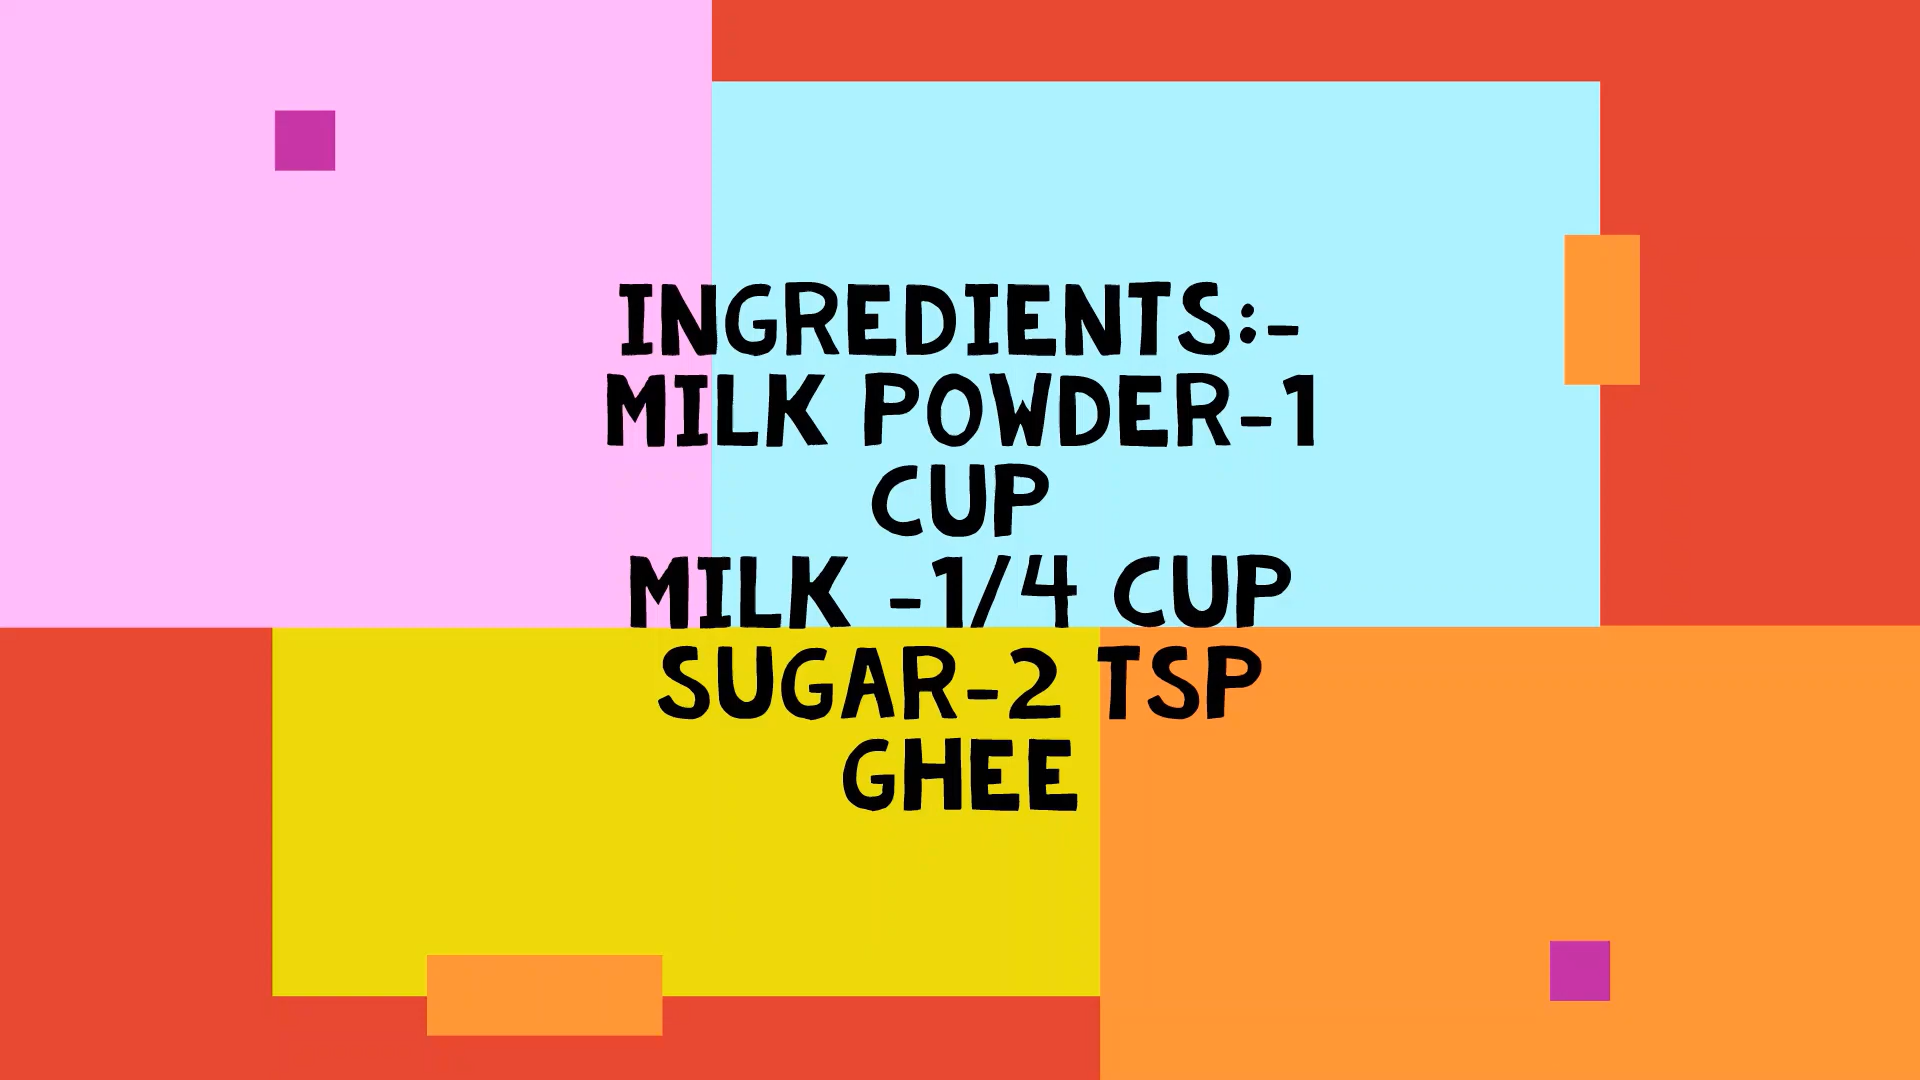 INGREDIENTS:-
MILK POWDER-1
CUP
MILK -1/4 CUP
SUGAR-2 TSP
GHEE